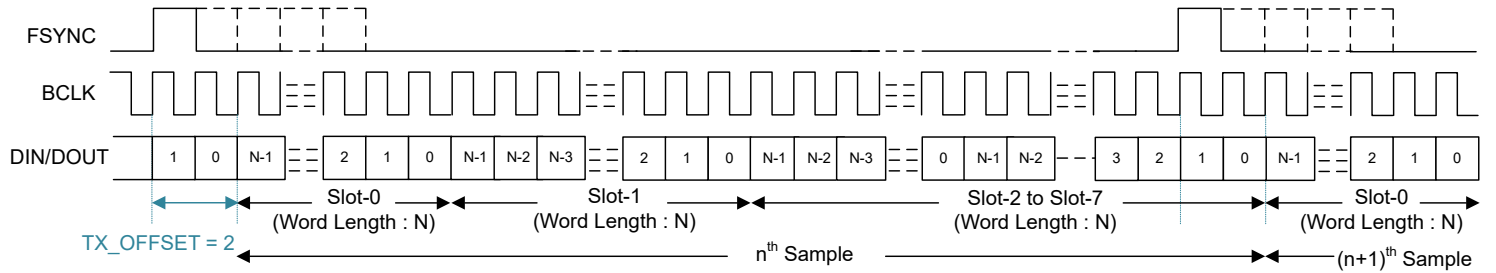 FSYNC
BCLK
DIN/DOUT 1 0 N-1 2 1 0 N-1 N-2 N-3 2 1 0 N-1 N-2 N-3 0 N-1 N-2 3 2 1 0 N-1 2 1 0
Slot-0 Slot-1 Slot-2 to Slot-7 Slot-0
(Word Length : N) (Word Length : N) (Word Length : N) (Word Length : N)
TX_OFFSET = 2 nth Sample (n+1)th Sample